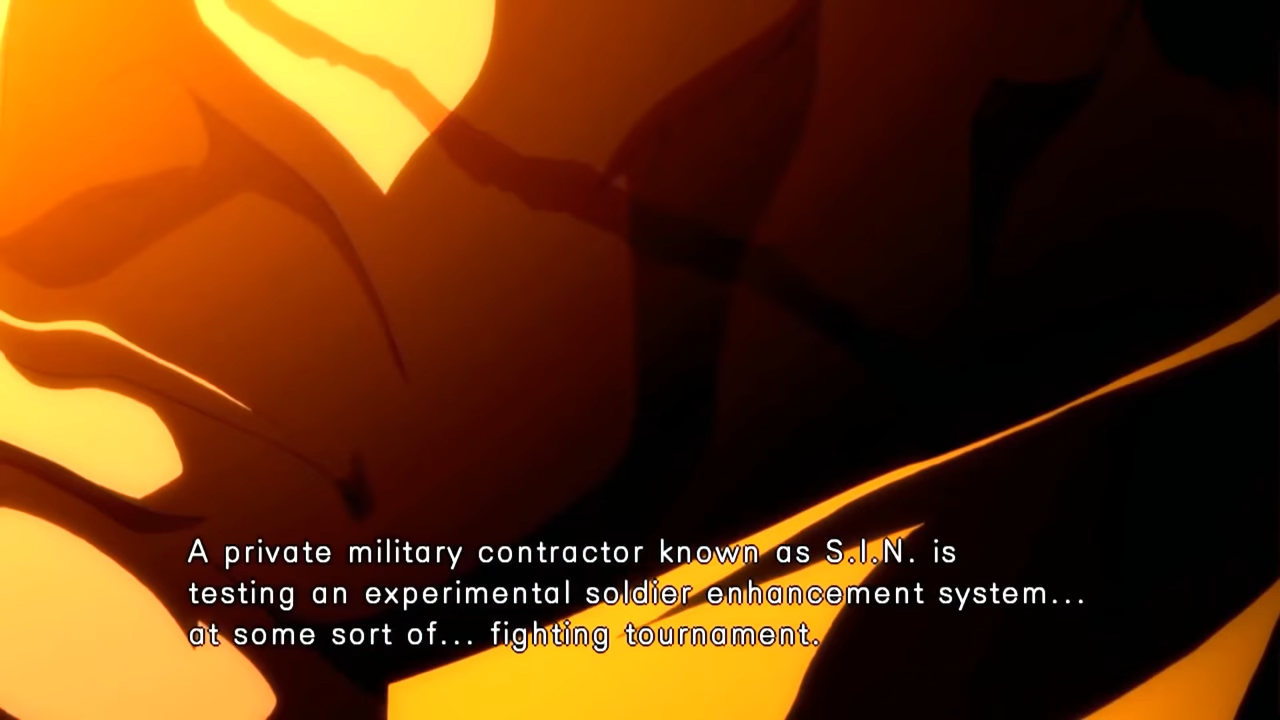 A private military contractor known as S.I.N. is
testing an experimental soldier enhancement system...
at some sort of... fighting tournament.